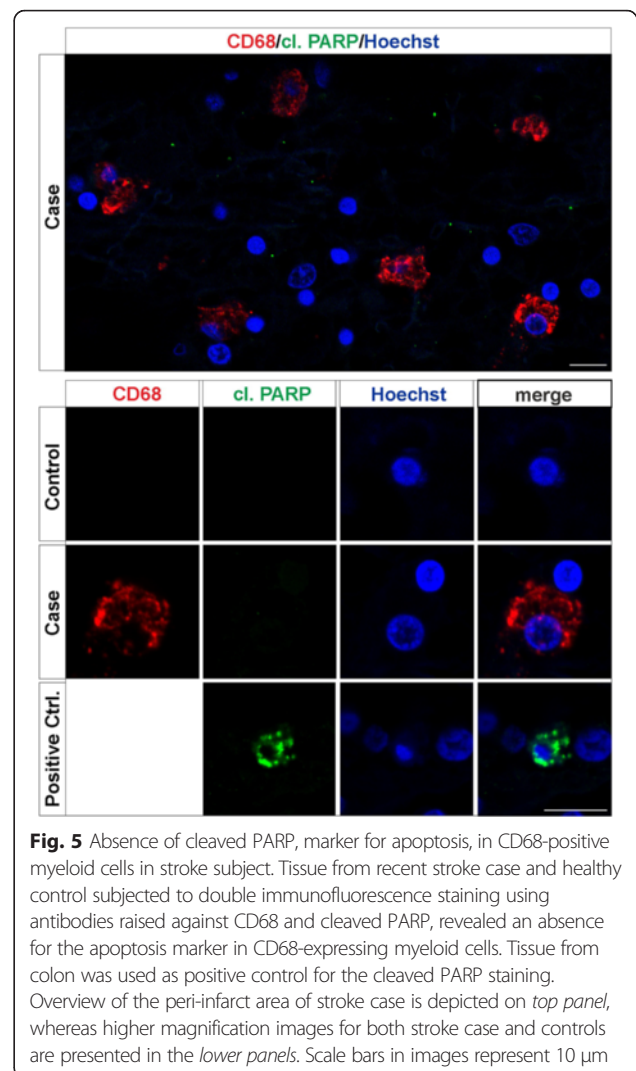 CD68/cl. PARP/Hoechst
Case
CD68 cl. PARP Hoechst merge
Control
Case
Positive Ctrl.
Fig. 5 Absence of cleaved PARP, marker for apoptosis, in CD68-positive
myeloid cells in stroke subject. Tissue from recent stroke case and healthy
control subjected to double immunofluorescence staining using
antibodies raised against CD68 and cleaved PARP, revealed an absence
for the apoptosis marker in CD68-expressing myeloid cells. Tissue from
colon was used as positive control for the cleaved PARP staining.
Overview of the peri-infarct area of stroke case is depicted on top panel,
whereas higher magnification images for both stroke case and controls
are presented in the lower panels. Scale bars in images represent 10 μm